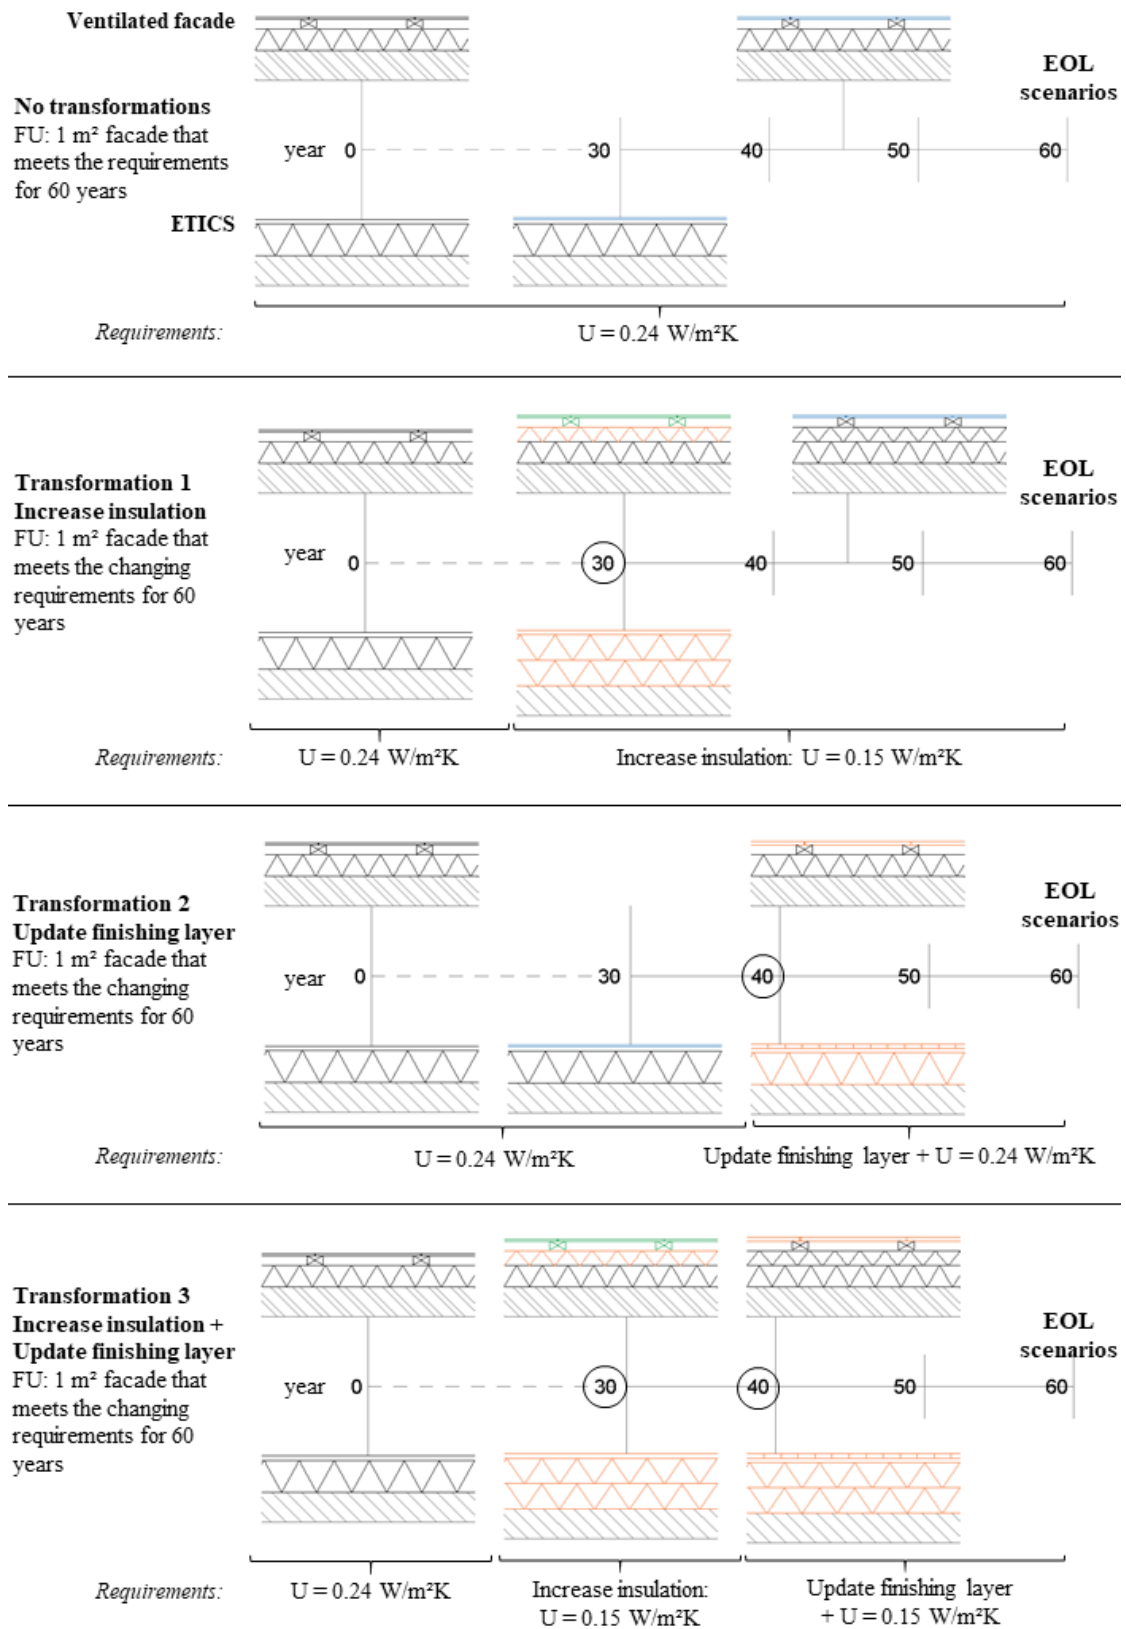 Ventilated facade
EOL
scenarios
No transformations
FU: 1 m² facade that
meets the requirements
for 60 years
year 0 30 40 50 60
ETICS
Requirements:
U = 0.24 W/m²K
Transformation 1
Increase insulation
FU: 1 m² facade that
meets the changing
requirements for 60
years
EOL
scenarios
year 0 30 40 50 60
Requirements:
U = 0.24 W/m²K
Increase insulation: U = 0.15 W/m²K
Transformation 2
Update finishing layer
FU: 1 m² facade that
meets the changing
requirements for 60
years
EOL
scenarios
year 0 30 40 50 60
Requirements:
U = 0.24 W/m²K
Update finishing layer + U = 0.24 W/m²K
Transformation 3
Increase insulation +
Update finishing layer
FU: 1 m² facade that
meets the changing
requirements for 60
years
EOL
scenarios
year 0 30 40 50 60
Requirements:
U = 0.24 W/m²K
Increase insulation:
U = 0.15 W/m²K
Update finishing layer
+ U = 0.15 W/m²K